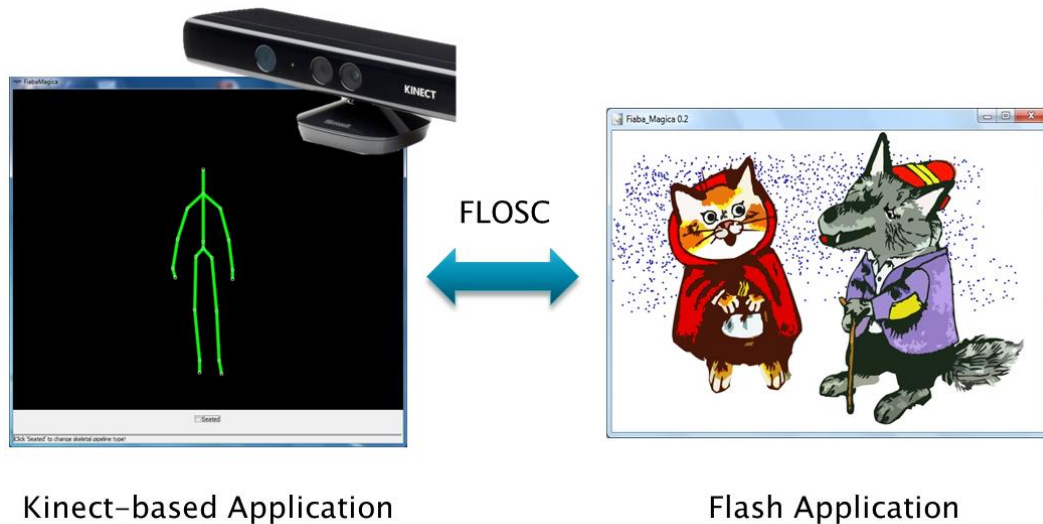 FiabaMagica
KINECT
Seated
Click 'Seated' to change skeletal pipeline type!
Fiaba_Magica 0.2
FLOSC
Kinect-based Application
Flash Application